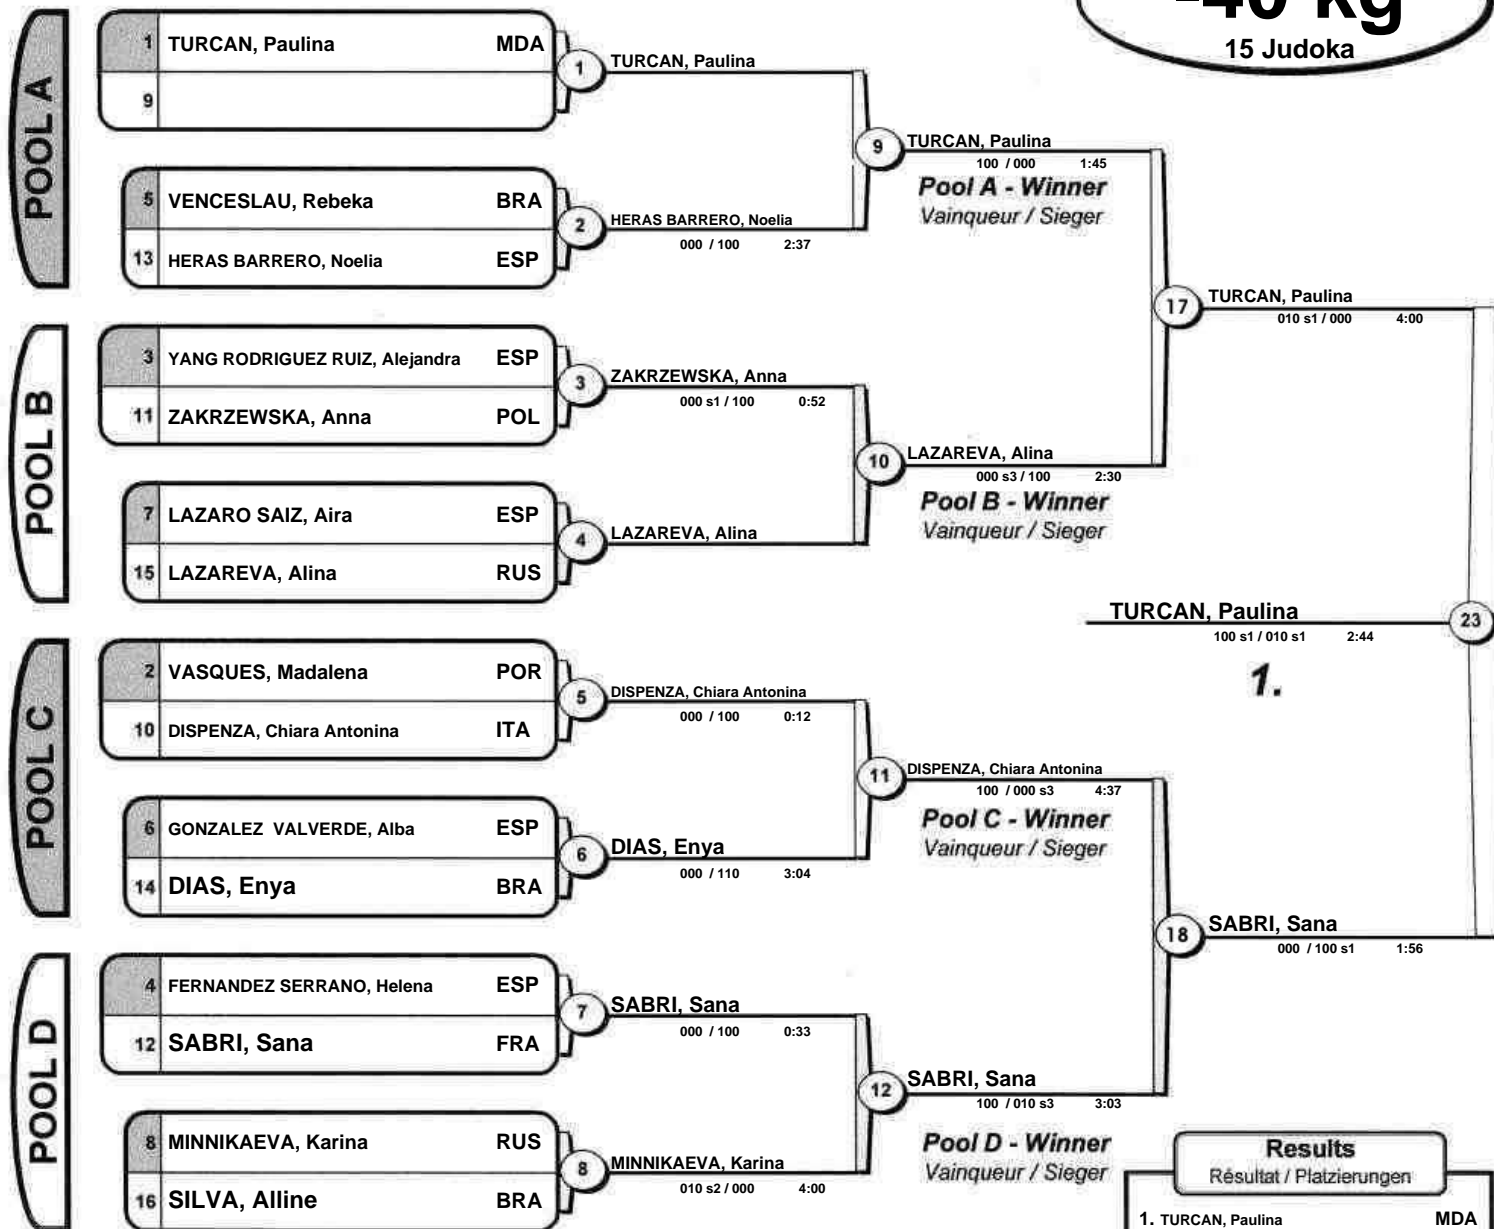 -40 kg
15 Judoka
POOL A
1 TURCAN, Paulina MDA
9
1 TURCAN, Paulina
5 VENCESLAU, Rebeka BRA
13 HERAS BARRERO, Noelia ESP
2 HERAS BARRERO, Noelia
000 / 100 2:37
9 TURCAN, Paulina
100 / 000 1:45
Pool A - Winner
Vainqueur / Sieger
POOL B
3 YANG RODRIGUEZ RUIZ, Alejandra ESP
11 ZAKRZEWSKA, Anna POL
3 ZAKRZEWSKA, Anna
000 s1 / 100 0:52
7 LAZARO SAIZ, Aira ESP
15 LAZAREVA, Alina RUS
4 LAZAREVA, Alina
10 LAZAREVA, Alina
000 s3 / 100 2:30
Pool B - Winner
Vainqueur / Sieger
17 TURCAN, Paulina
010 s1 / 000 4:00
TURCAN, Paulina 23
100 s1 / 010 s1 2:44
1.
POOL C
2 VASQUES, Madalena POR
10 DISPENZA, Chiara Antonina ITA
5 DISPENZA, Chiara Antonina
000 / 100 0:12
6 GONZALEZ VALVERDE, Alba ESP
14 DIAS, Enya BRA
6 DIAS, Enya
000 / 110 3:04
11 DISPENZA, Chiara Antonina
100 / 000 s3 4:37
Pool C - Winner
Vainqueur / Sieger
POOL D
4 FERNANDEZ SERRANO, Helena ESP
12 SABRI, Sana FRA
7 SABRI, Sana
000 / 100 0:33
8 MINNIKAEVA, Karina RUS
16 SILVA, Alline BRA
8 MINNIKAEVA, Karina
010 s2 / 000 4:00
12 SABRI, Sana
100 / 010 s3 3:03
Pool D - Winner
Vainqueur / Sieger
18 SABRI, Sana
000 / 100 s1 1:56
Results
Résultat / Platzierungen
1. TURCAN, Paulina MDA